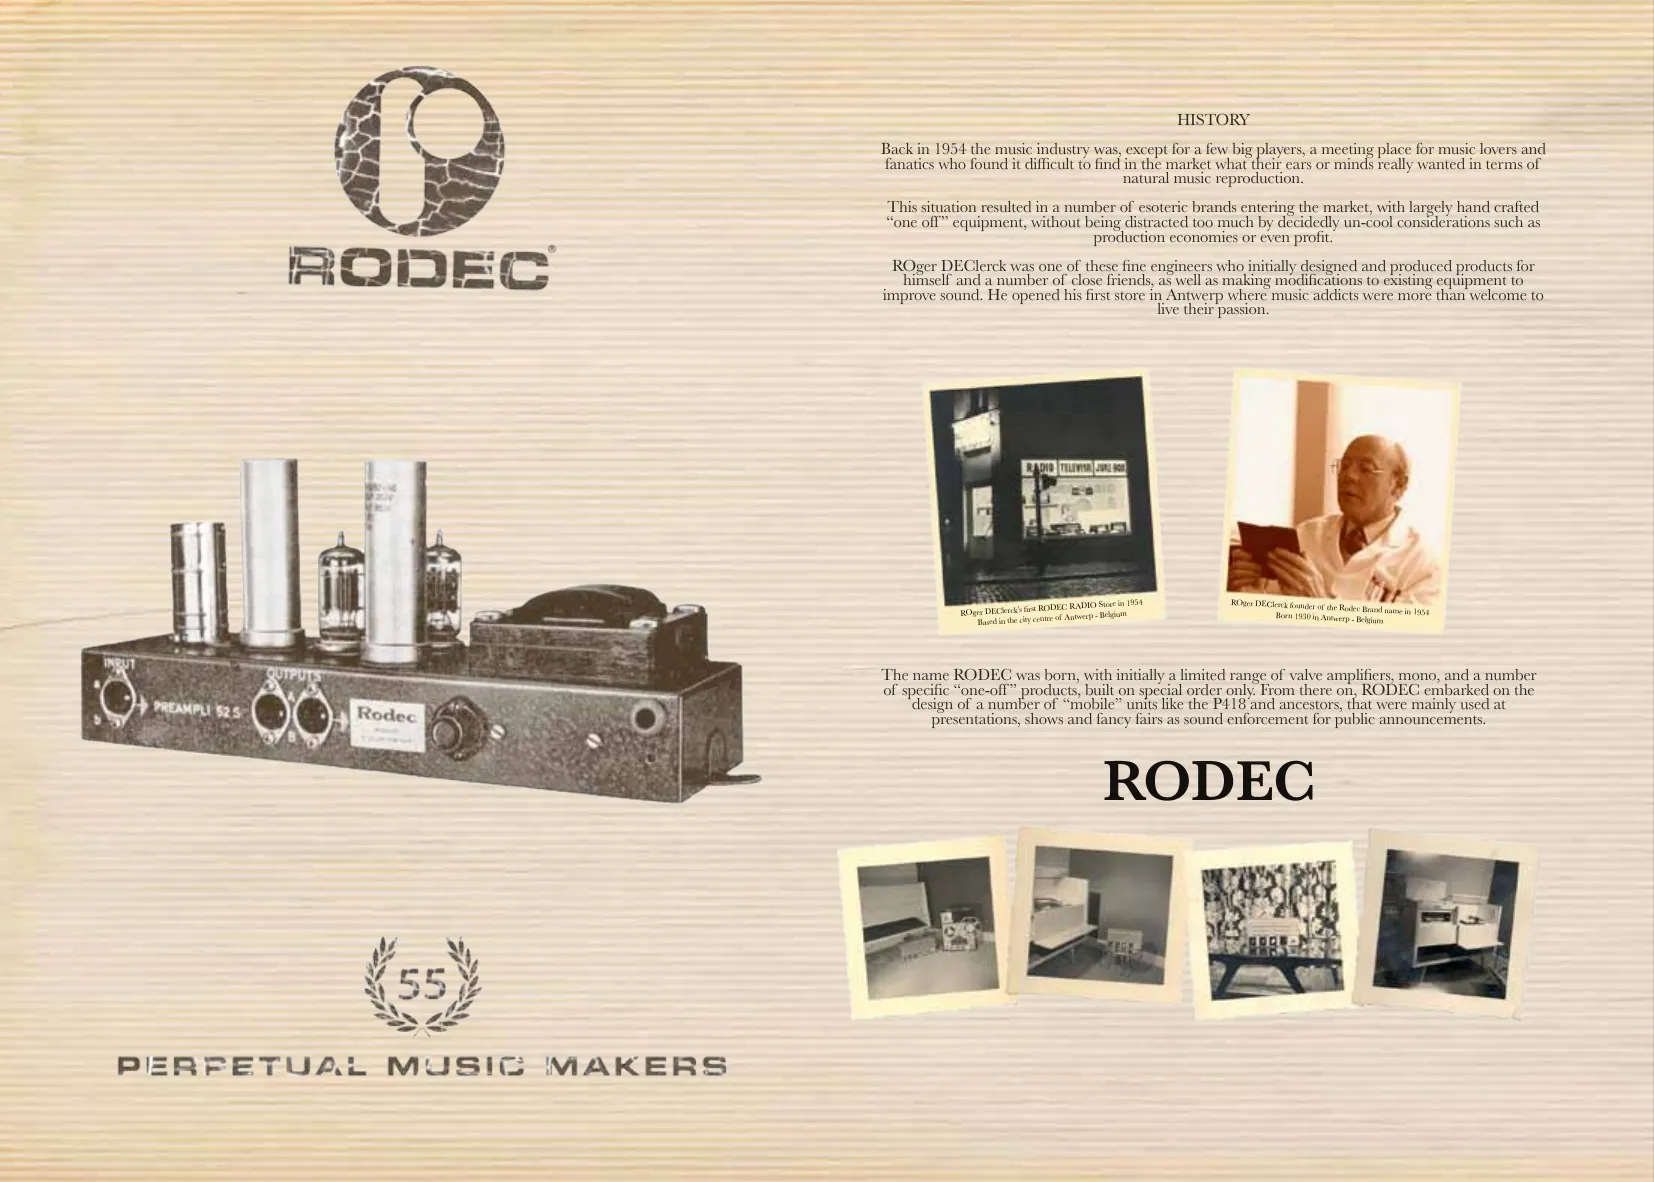 RODEC®
INPUT
A
B
PREAMPLI 52 S
OUTPUTS
A
B
Rodec
55
PERPETUAL MUSIC MAKERS
HISTORY
Back in 1954 the music industry was, except for a few big players, a meeting place for music lovers and
fanatics who found it difficult to find in the market what their ears or minds really wanted in terms of
natural music reproduction.
This situation resulted in a number of esoteric brands entering the market, with largely hand crafted
“one off” equipment, without being distracted too much by decidedly un-cool considerations such as
production economies or even profit.
ROger DEClerck was one of these fine engineers who initially designed and produced products for
himself and a number of close friends, as well as making modifications to existing equipment to
improve sound. He opened his first store in Antwerp where music addicts were more than welcome to
live their passion.
RADIO TELEVISIE JUKE BOX
ROger DEClerck's first RODEC RADIO Store in 1954
Based in the city centre of Antwerp - Belgium
ROger DEClerck founder of the Rodec Brand name in 1954
Born 1930 in Antwerp - Belgium
The name RODEC was born, with initially a limited range of valve amplifiers, mono, and a number
of specific “one-off” products, built on special order only. From there on, RODEC embarked on the
design of a number of “mobile” units like the P418 and ancestors, that were mainly used at
presentations, shows and fancy fairs as sound enforcement for public announcements.
RODEC